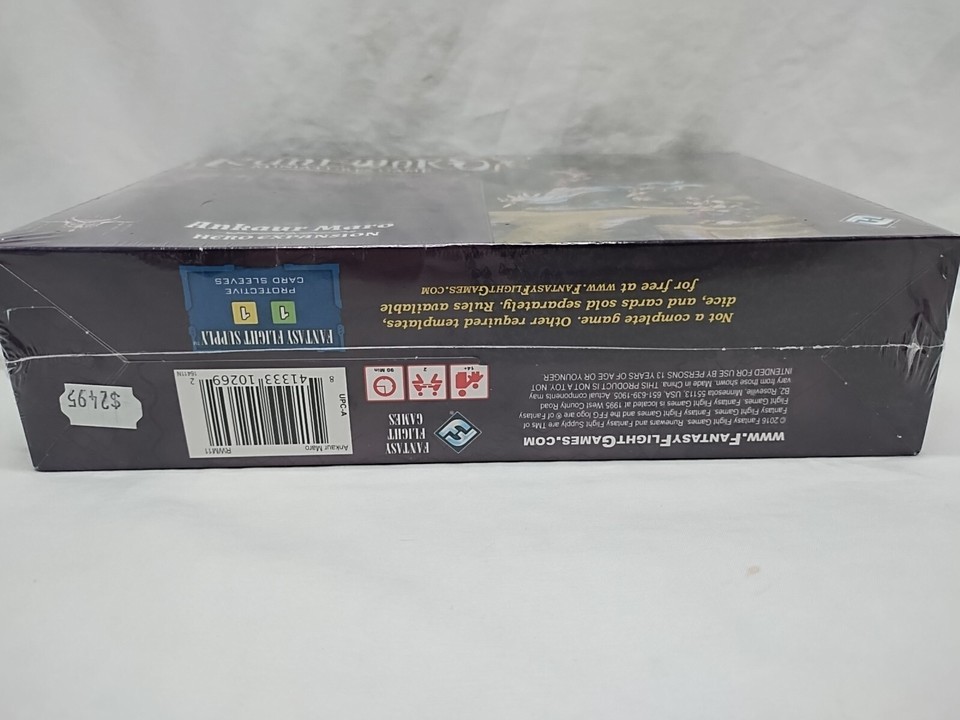 Ankaur Maro
HERO EXPANSION
WWW.FANTASYFLIGHTGAMES.COM
© 2016 Fantasy Flight Games. Runewars and Fantasy Flight Supply are TMs of
Fantasy Flight Games. Fantasy Flight Games and the FFG logo are ® of Fantasy
Flight Games. Fantasy Flight Games is located at 1995 West County Road
B2, Roseville, Minnesota 55113, USA, 651-639-1905. Actual components may
vary from those shown. Made in China. THIS PRODUCT IS NOT A TOY. NOT
INTENDED FOR USE BY PERSONS 13 YEARS OF AGE OR YOUNGER
Not a complete game. Other required templates,
dice, and cards sold separately. Rules available
for free at WWW.FANTASYFLIGHTGAMES.COM
FANTASY
FLIGHT
GAMES
14+
2
90 Min
Ankaur Maro
RWM11
UPC-A
8 41333 10269 2
16411N
FANTASY FLIGHT SUPPLY
1 1
PROTECTIVE
CARD SLEEVES
$24.95